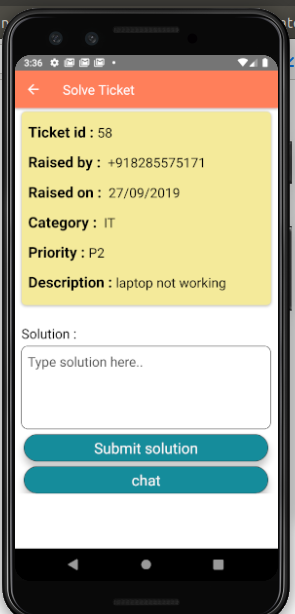 3:36
Solve Ticket
Ticket id : 58
Raised by : +918285575171
Raised on : 27/09/2019
Category : IT
Priority : P2
Description : laptop not working
Solution :
Type solution here..
Submit solution
chat